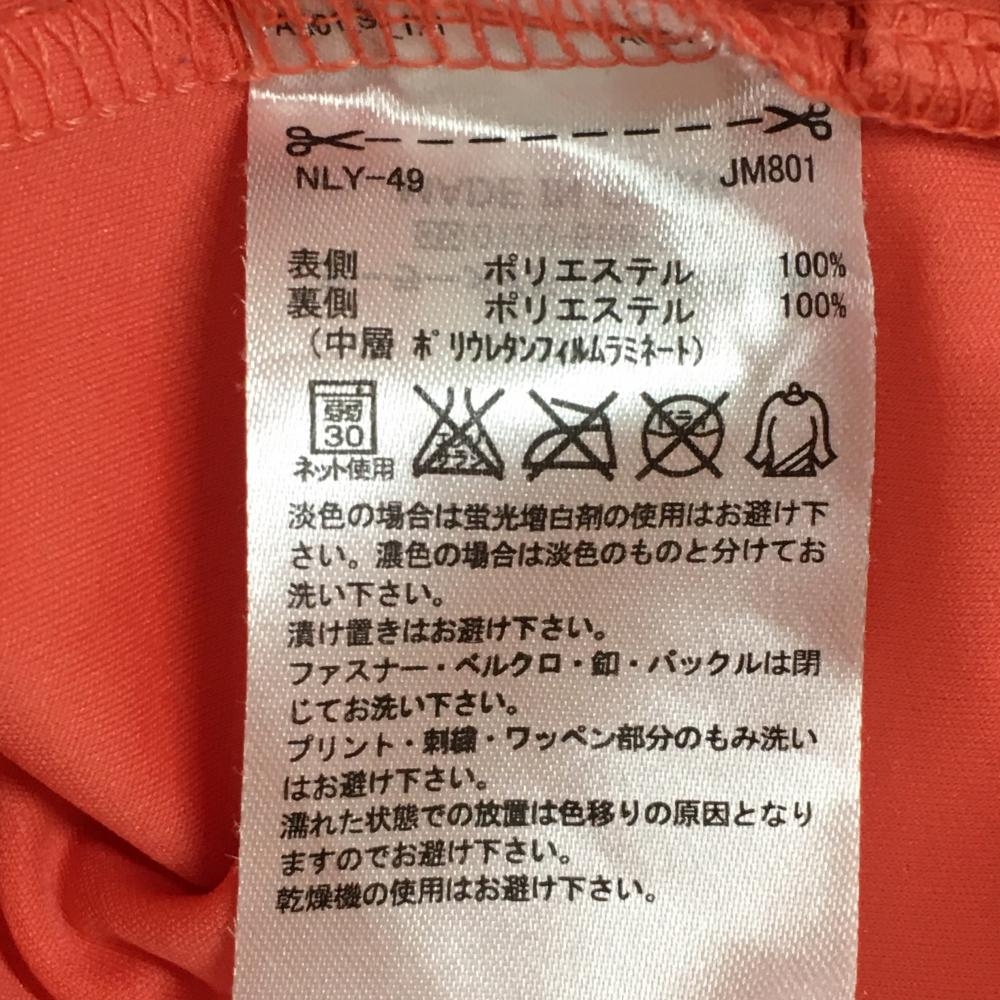 NLY-49 JM801
表側 ポリエステル 100%
裏側 ポリエステル 100%
(中層 ポリウレタンフィルムラミネート)
弱
30
ネット使用
エンソ
サラシ
ドライ
淡色の場合は蛍光増白剤の使用はお避け下
さい。濃色の場合は淡色のものと分けてお
洗い下さい。
漬け置きはお避け下さい。
ファスナー・ベルクロ・釦・バックルは閉
じてお洗い下さい。
プリント・刺繍・ワッペン部分のもみ洗い
はお避け下さい。
濡れた状態での放置は色移りの原因となり
ますのでお避け下さい。
乾燥機の使用はお避け下さい。